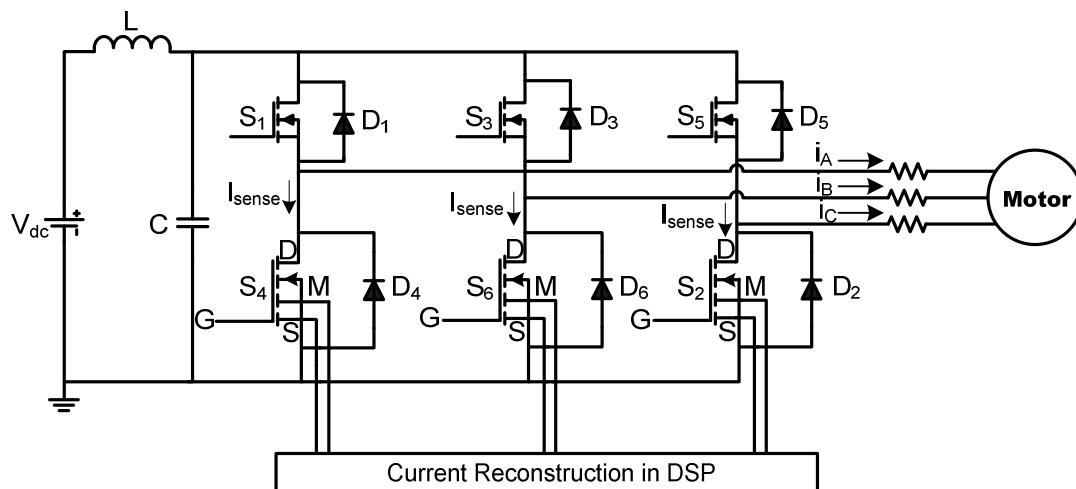 L
S1
D1
S3
D3
S5
D5
iA
iB
iC
Motor
Isense
Isense
Isense
Vdc
+
-
C
D
S4
M
D4
G
S
D
S6
M
D6
G
S
D
S2
M
D2
G
S
Current Reconstruction in DSP